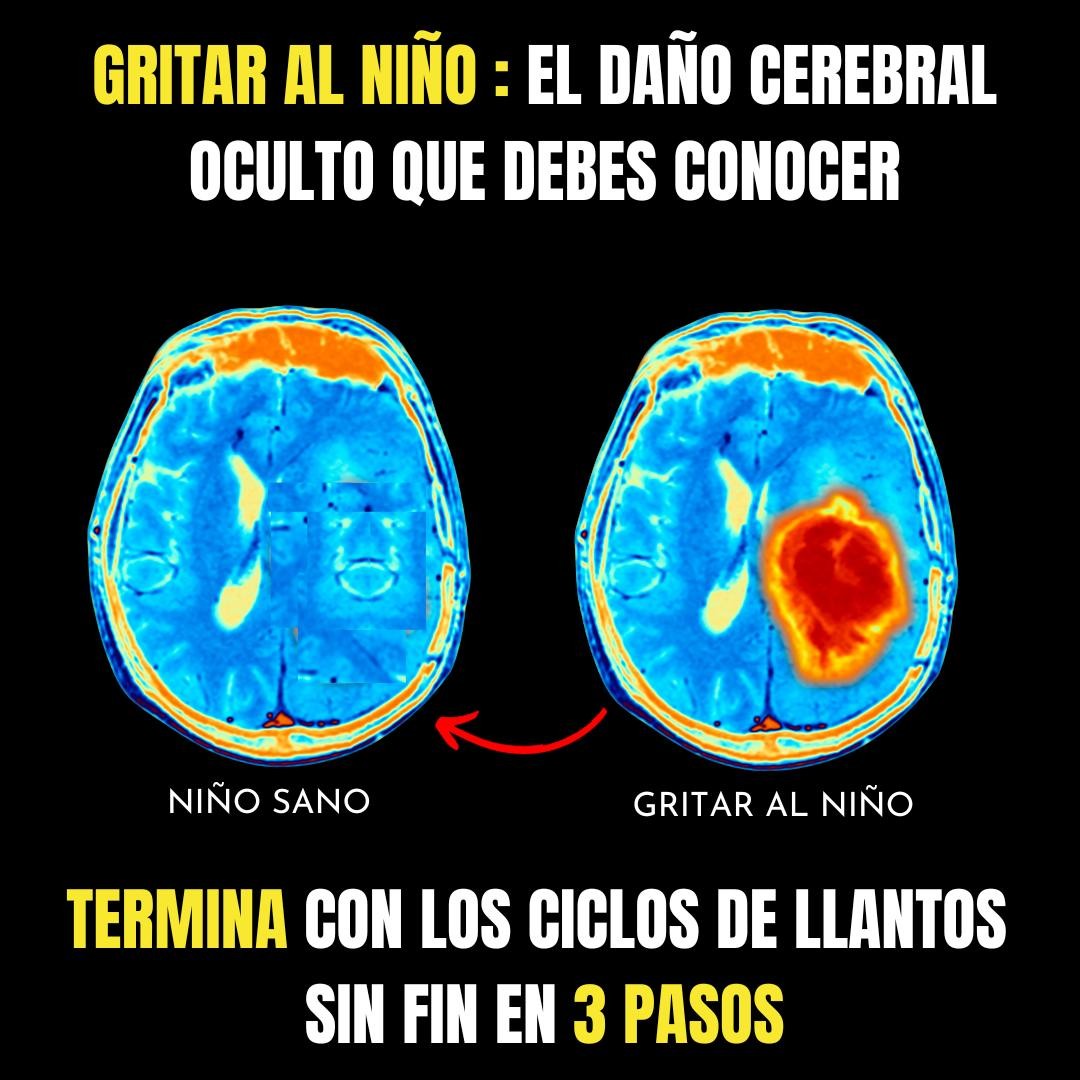 GRITAR AL NIÑO : EL DAÑO CEREBRAL
OCULTO QUE DEBES CONOCER
NIÑO SANO
GRITAR AL NIÑO
TERMINA CON LOS CICLOS DE LLANTOS
SIN FIN EN 3 PASOS